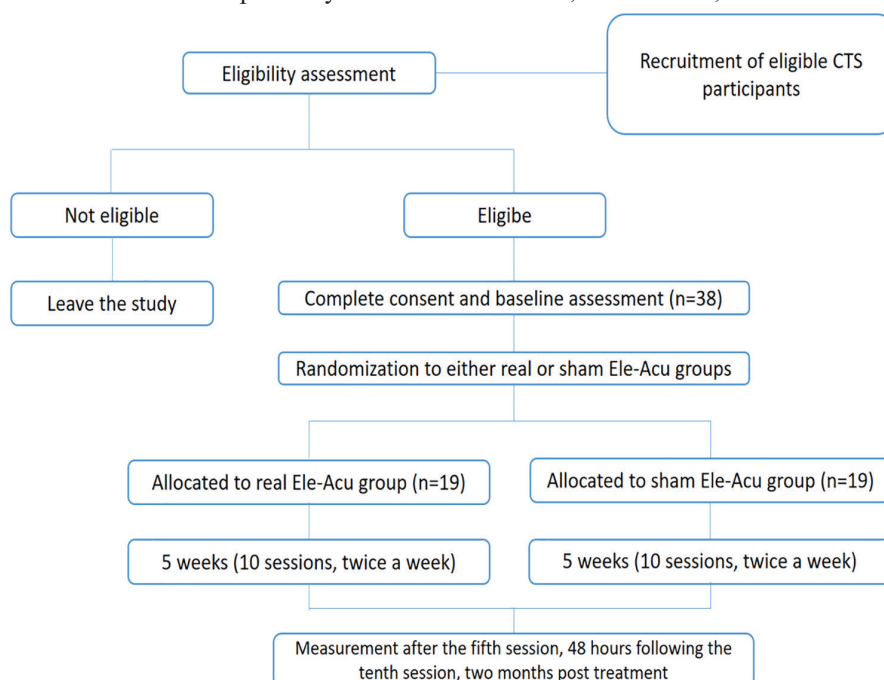 Recruitment of eligible CTS
participants
Eligibility assessment
Not eligible
Eligibe
Leave the study
Complete consent and baseline assessment (n=38)
Randomization to either real or sham Ele-Acu groups
Allocated to real Ele-Acu group (n=19)
Allocated to sham Ele-Acu group (n=19)
5 weeks (10 sessions, twice a week)
5 weeks (10 sessions, twice a week)
Measurement after the fifth session, 48 hours following the
tenth session, two months post treatment